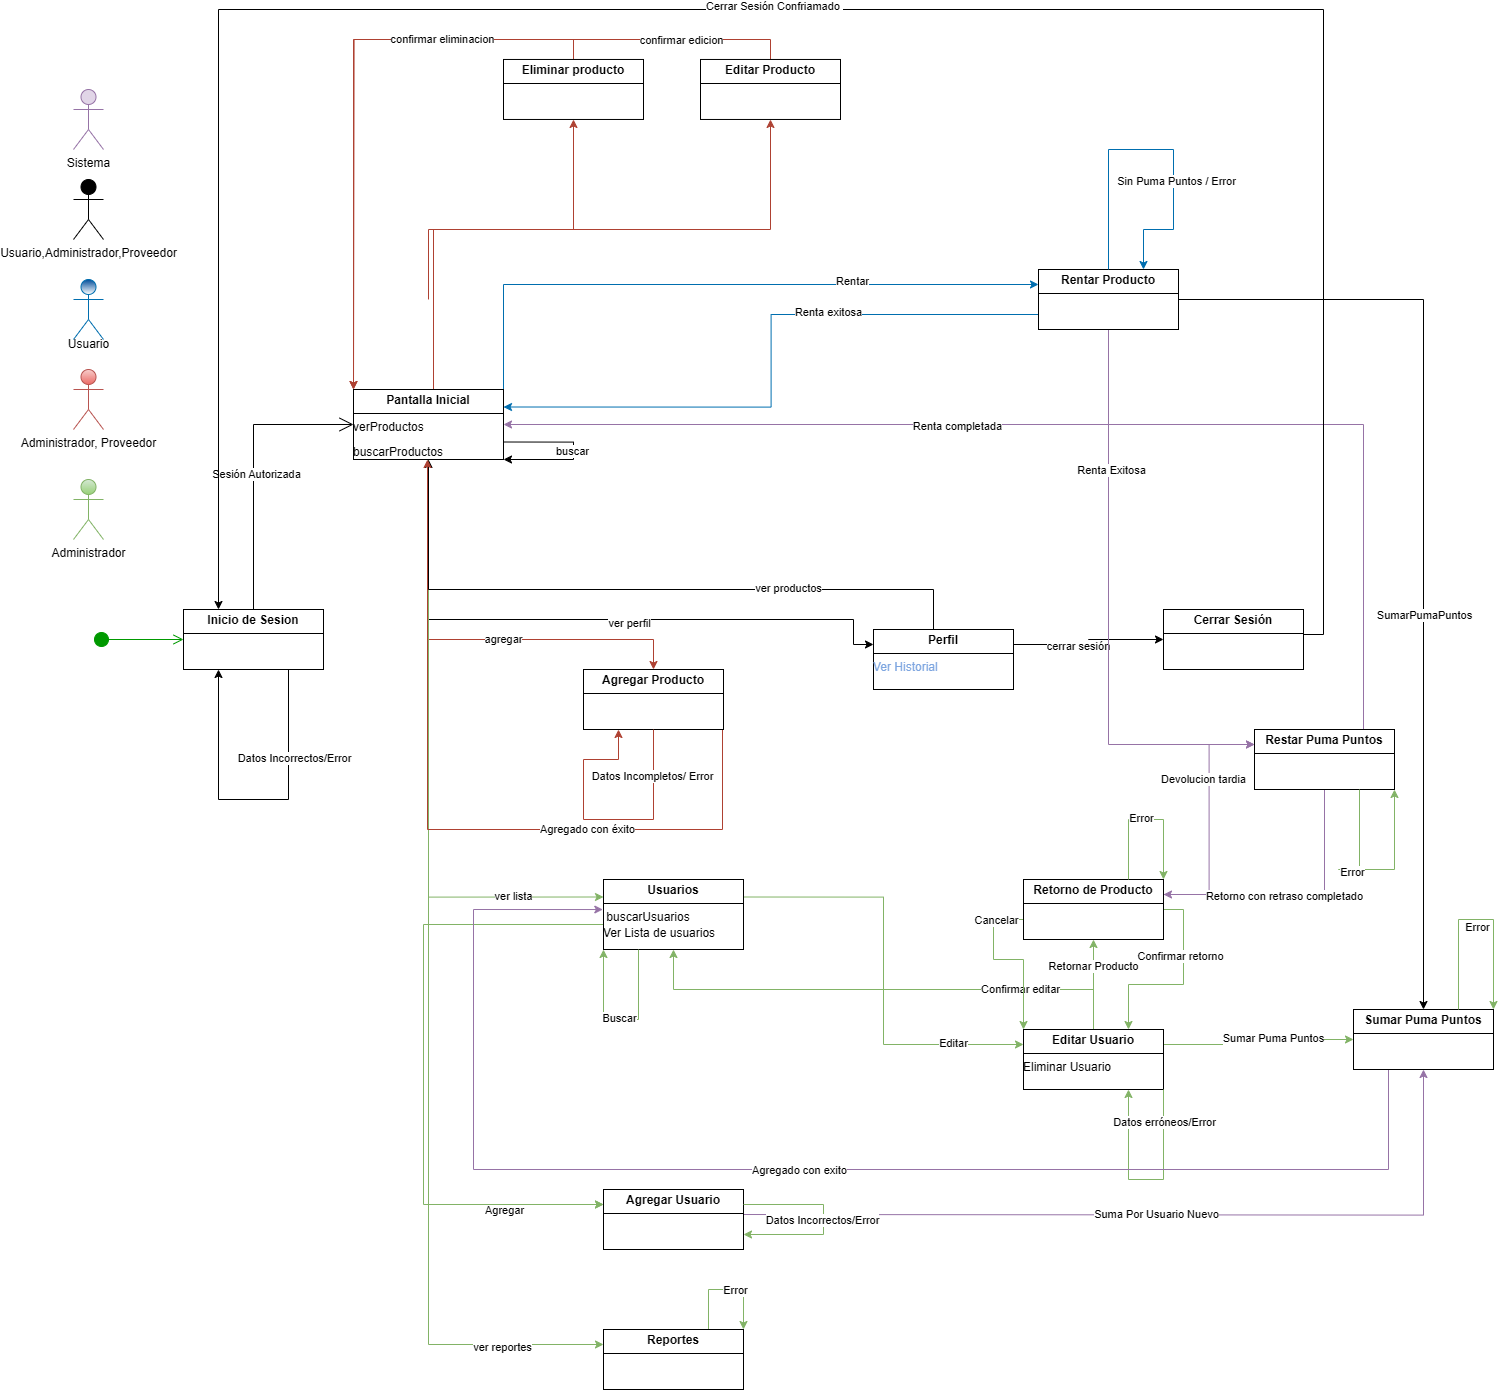 Cerrar Sesión Confriamado
confirmar eliminacion
confirmar edicion
Eliminar producto
Editar Producto
Sistema
Sin Puma Puntos / Error
Usuario,Administrador,Proveedor
Rentar Producto
Rentar
Renta exitosa
Usuario
Pantalla Inicial
verProductos
buscarProductos
buscar
Renta completada
Administrador, Proveedor
Renta Exitosa
Sesión Autorizada
Administrador
ver productos
SumarPumaPuntos
Inicio de Sesion
ver perfil
Cerrar Sesión
agregar
Perfil
Ver Historial
cerrar sesión
Agregar Producto
Restar Puma Puntos
Datos Incorrectos/Error
Datos Incompletos/ Error
Devolucion tardia
Agregado con éxito
Error
Error
Usuarios
buscarUsuarios
Ver Lista de usuarios
ver lista
Retorno de Producto
Retorno con retraso completado
Cancelar
Error
Confirmar retorno
Retornar Producto
Confirmar editar
Buscar
Editar
Editar Usuario
Eliminar Usuario
Sumar Puma Puntos
Sumar Puma Puntos
Datos erróneos/Error
Agregado con exito
Agregar Usuario
Agregar
Datos Incorrectos/Error
Suma Por Usuario Nuevo
Error
Reportes
ver reportes